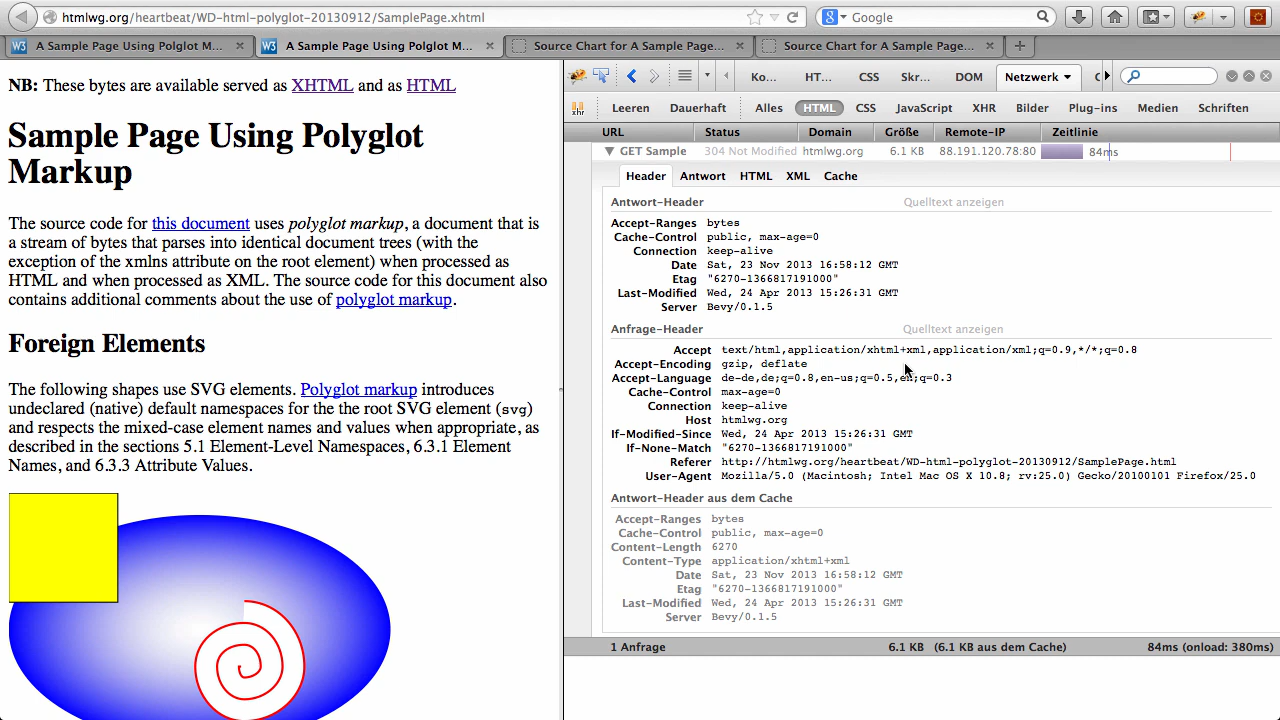 htmlwg.org/heartbeat/WD-html-polyglot-20130912/SamplePage.xhtml
Google
A Sample Page Using Polglot M...
A Sample Page Using Polglot M...
Source Chart for A Sample Page...
Source Chart for A Sample Page...
NB: These bytes are available served as XHTML and as HTML
Sample Page Using Polyglot
Markup
The source code for this document uses polyglot markup, a document that is
a stream of bytes that parses into identical document trees (with the
exception of the xmlns attribute on the root element) when processed as
HTML and when processed as XML. The source code for this document also
contains additional comments about the use of polyglot markup.
Foreign Elements
The following shapes use SVG elements. Polyglot markup introduces
undeclared (native) default namespaces for the the root SVG element (svg)
and respects the mixed-case element names and values when appropriate, as
described in the sections 5.1 Element-Level Namespaces, 6.3.1 Element
Names, and 6.3.3 Attribute Values.
Ko... HT... CSS Skr... DOM Netzwerk
xhr Leeren Dauerhaft Alles HTML CSS JavaScript XHR Bilder Plug-ins Medien Schriften
URL Status Domain Größe Remote-IP Zeitlinie
GET Sample 304 Not Modified htmlwg.org 6.1 KB 88.191.120.78:80 84ms
Header Antwort HTML XML Cache
Antwort-Header Quelltext anzeigen
Accept-Ranges bytes
Cache-Control public, max-age=0
Connection keep-alive
Date Sat, 23 Nov 2013 16:58:12 GMT
Etag "6270-1366817191000"
Last-Modified Wed, 24 Apr 2013 15:26:31 GMT
Server Bevy/0.1.5
Anfrage-Header Quelltext anzeigen
Accept text/html,application/xhtml+xml,application/xml;q=0.9,*/*;q=0.8
Accept-Encoding gzip, deflate
Accept-Language de-de,de;q=0.8,en-us;q=0.5,en;q=0.3
Cache-Control max-age=0
Connection keep-alive
Host htmlwg.org
If-Modified-Since Wed, 24 Apr 2013 15:26:31 GMT
If-None-Match "6270-1366817191000"
Referer http://htmlwg.org/heartbeat/WD-html-polyglot-20130912/SamplePage.html
User-Agent Mozilla/5.0 (Macintosh; Intel Mac OS X 10.8; rv:25.0) Gecko/20100101 Firefox/25.0
Antwort-Header aus dem Cache
Accept-Ranges bytes
Cache-Control public, max-age=0
Content-Length 6270
Content-Type application/xhtml+xml
Date Sat, 23 Nov 2013 16:58:12 GMT
Etag "6270-1366817191000"
Last-Modified Wed, 24 Apr 2013 15:26:31 GMT
Server Bevy/0.1.5
1 Anfrage 6.1 KB (6.1 KB aus dem Cache) 84ms (onload: 380ms)